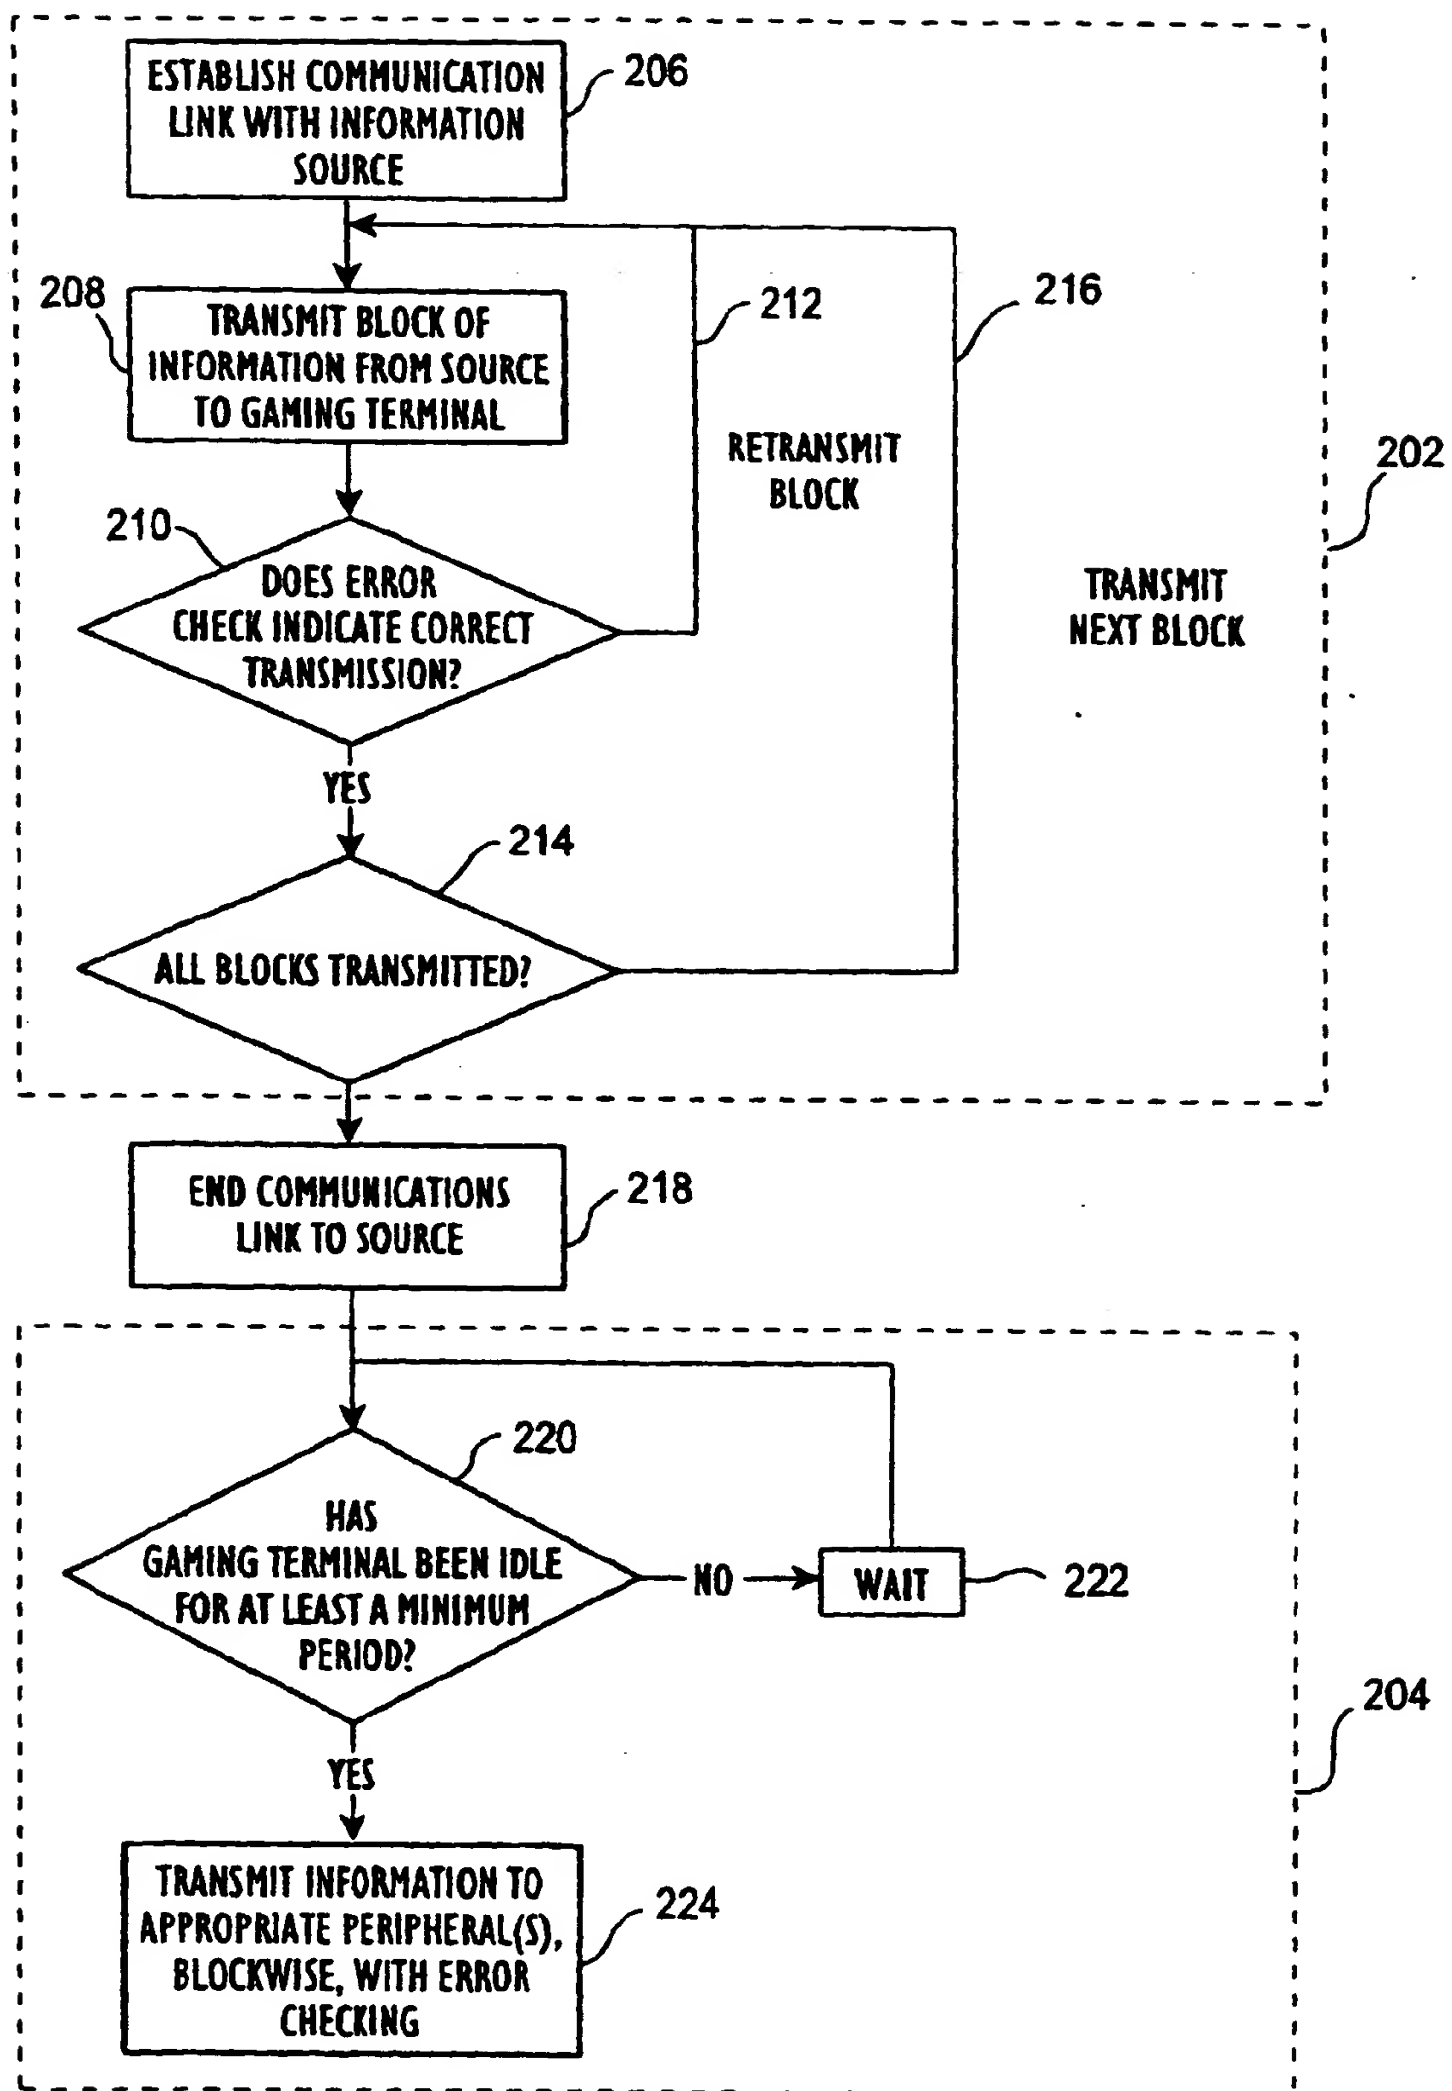 ESTABLISH COMMUNICATION
LINK WITH INFORMATION
SOURCE
206
208
TRANSMIT BLOCK OF
INFORMATION FROM SOURCE
TO GAMING TERMINAL
212
216
RETRANSMIT
BLOCK
202
210
DOES ERROR
CHECK INDICATE CORRECT
TRANSMISSION?
TRANSMIT
NEXT BLOCK
YES
214
ALL BLOCKS TRANSMITTED?
END COMMUNICATIONS
LINK TO SOURCE
218
220
HAS
GAMING TERMINAL BEEN IDLE
FOR AT LEAST A MINIMUM
PERIOD?
NO
WAIT
222
204
YES
TRANSMIT INFORMATION TO
APPROPRIATE PERIPHERAL(S),
BLOCKWISE, WITH ERROR
CHECKING
224